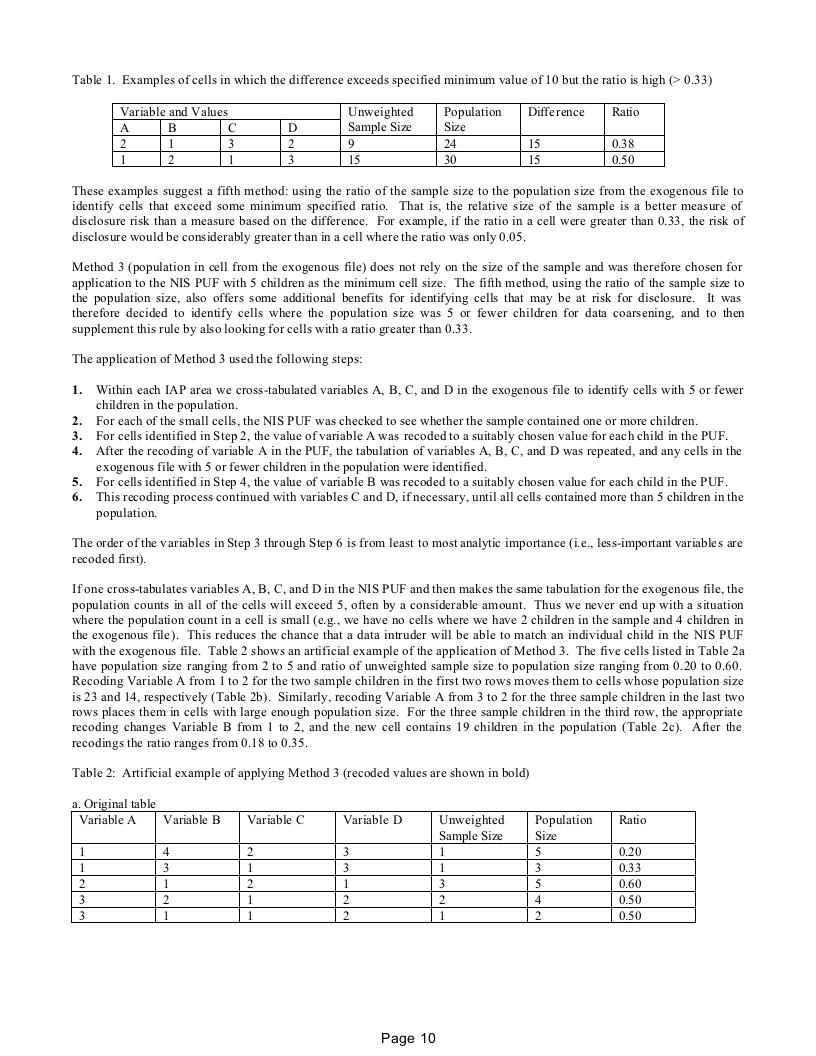 Table 1.  Examples of cells in which the difference exceeds specified minimum value of 10 but the ratio is high (> 0.33)
Variable and Values Unweighted Sample Size Population Size Difference Ratio
A B C D
2 1 3 2 9 24 15 0.38
1 2 1 3 15 30 15 0.50
These examples suggest a fifth method: using the ratio of the sample size to the population size from the exogenous file to
identify cells that exceed some minimum specified ratio.  That is, the relative size of the sample is a better measure of
disclosure risk than a measure based on the difference.  For example, if the ratio in a cell were greater than 0.33, the risk of
disclosure would be considerably greater than in a cell where the ratio was only 0.05.
Method 3 (population in cell from the exogenous file) does not rely on the size of the sample and was therefore chosen for
application to the NIS PUF with 5 children as the minimum cell size.  The fifth method, using the ratio of the sample size to
the population size, also offers some additional benefits for identifying cells that may be at risk for disclosure.  It was
therefore decided to identify cells where the population size was 5 or fewer children for data coarsening, and to then
supplement this rule by also looking for cells with a ratio greater than 0.33.
The application of Method 3 used the following steps:
1. Within each IAP area we cross-tabulated variables A, B, C, and D in the exogenous file to identify cells with 5 or fewer
children in the population.
2. For each of the small cells, the NIS PUF was checked to see whether the sample contained one or more children.
3. For cells identified in Step 2, the value of variable A was recoded to a suitably chosen value for each child in the PUF.
4. After the recoding of variable A in the PUF, the tabulation of variables A, B, C, and D was repeated, and any cells in the
exogenous file with 5 or fewer children in the population were identified.
5. For cells identified in Step 4, the value of variable B was recoded to a suitably chosen value for each child in the PUF.
6. This recoding process continued with variables C and D, if necessary, until all cells contained more than 5 children in the
population.
The order of the variables in Step 3 through Step 6 is from least to most analytic importance (i.e., less-important variables are
recoded first).
If one cross-tabulates variables A, B, C, and D in the NIS PUF and then makes the same tabulation for the exogenous file, the
population counts in all of the cells will exceed 5, often by a considerable amount.  Thus we never end up with a situation
where the population count in a cell is small (e.g., we have no cells where we have 2 children in the sample and 4 children in
the exogenous file).  This reduces the chance that a data intruder will be able to match an individual child in the NIS PUF
with the exogenous file.  Table 2 shows an artificial example of the application of Method 3.  The five cells listed in Table 2a
have population size ranging from 2 to 5 and ratio of unweighted sample size to population size ranging from 0.20 to 0.60.
Recoding Variable A from 1 to 2 for the two sample children in the first two rows moves them to cells whose population size
is 23 and 14, respectively (Table 2b).  Similarly, recoding Variable A from 3 to 2 for the three sample children in the last two
rows places them in cells with large enough population size.  For the three sample children in the third row, the appropriate
recoding changes Variable B from 1 to 2, and the new cell contains 19 children in the population (Table 2c).  After the
recodings the ratio ranges from 0.18 to 0.35.
Table 2:  Artificial example of applying Method 3 (recoded values are shown in bold)
a. Original table
Variable A Variable B Variable C Variable D Unweighted Sample Size Population Size Ratio
1 4 2 3 1 5 0.20
1 3 1 3 1 3 0.33
2 1 2 1 3 5 0.60
3 2 1 2 2 4 0.50
3 1 1 2 1 2 0.50
Page 10